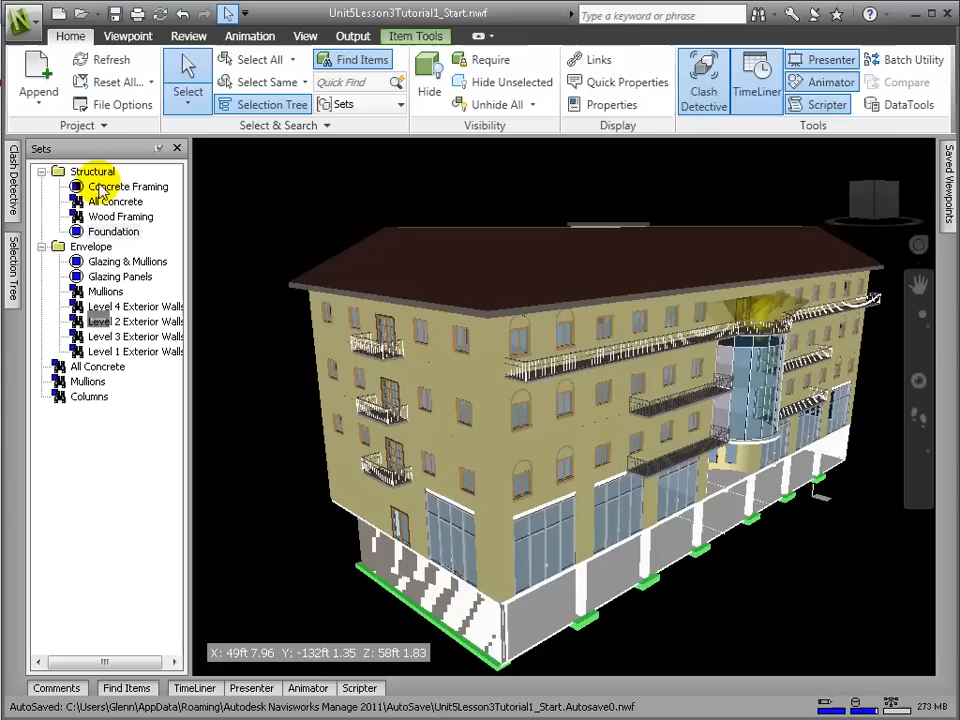 Unit5Lesson3Tutorial1_Start.nwf
Type a keyword or phrase
Home Viewpoint Review Animation View Output Item Tools
Append
Refresh
Reset All...
File Options
Project
Select
Select All
Select Same
Selection Tree
Find Items
Quick Find
Sets
Select & Search
Hide
Require
Hide Unselected
Unhide All
Visibility
Links
Quick Properties
Properties
Display
Clash
Detective
TimeLiner
Presenter
Animator
Scripter
Batch Utility
Compare
DataTools
Tools
Clash Detective
Selection Tree
Sets
Structural
Concrete Framing
All Concrete
Wood Framing
Foundation
Envelope
Glazing & Mullions
Glazing Panels
Mullions
Level 4 Exterior Walls
Level 2 Exterior Walls
Level 3 Exterior Walls
Level 1 Exterior Walls
All Concrete
Mullions
Columns
Saved Viewpoints
X: 49ft 7.96 Y: -132ft 1.35 Z: 58ft 1.83
Comments Find Items TimeLiner Presenter Animator Scripter
AutoSaved: C:\Users\Glenn\AppData\Roaming\Autodesk Navisworks Manage 2011\AutoSave\Unit5Lesson3Tutorial1_Start.Autosave0.nwf
273 MB